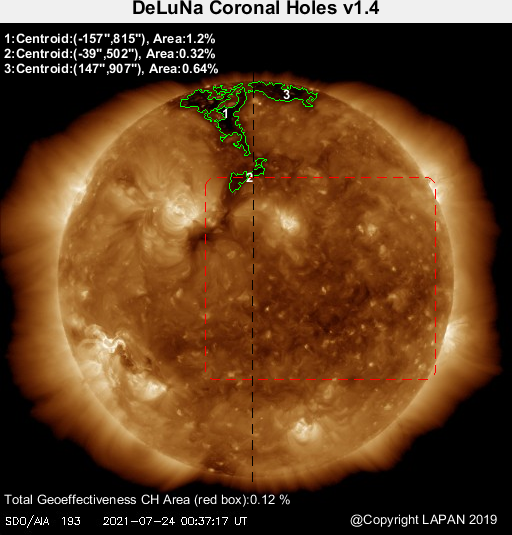 DeLuNa Coronal Holes v1.4
1:Centroid:(-157",815"), Area:1.2%
2:Centroid:(-39",502"), Area:0.32%
3:Centroid:(147",907"), Area:0.64%
3
1
2
Total Geoeffectiveness CH Area (red box):0.12 %
SDO/AIA 193 2021-07-24 00:37:17 UT
@Copyright LAPAN 2019